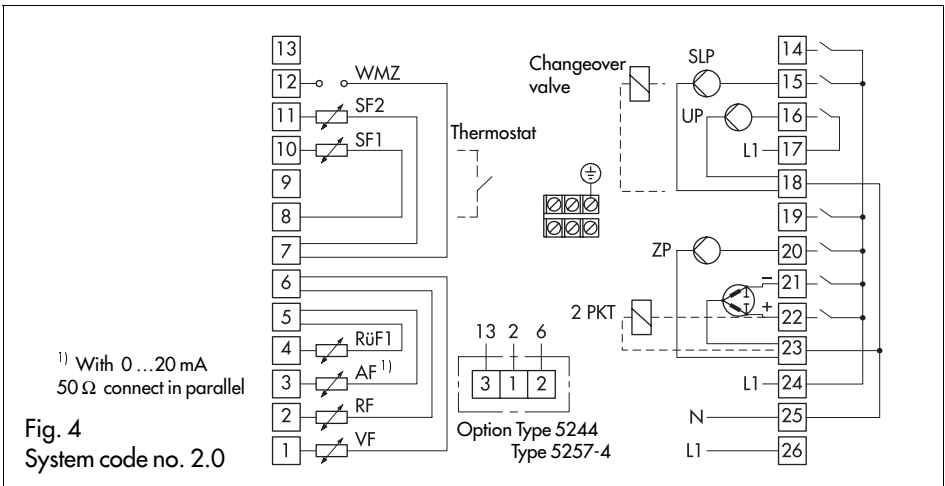 13
12 WMZ
11 SF2
10 SF1
9
8
7
6
5
4 RüF1
3 AF 1)
2 RF
1 VF
Thermostat
1) With 0 ...20 mA
50 Ω connect in parallel
Fig. 4
System code no. 2.0
13 2 6
3 1 2
Option Type 5244
Type 5257-4
Changeover
valve
SLP
UP
ZP
2 PKT
14
15
16
L1 17
18
19
20
21 −
22 +
23
L1 24
N 25
L1 26